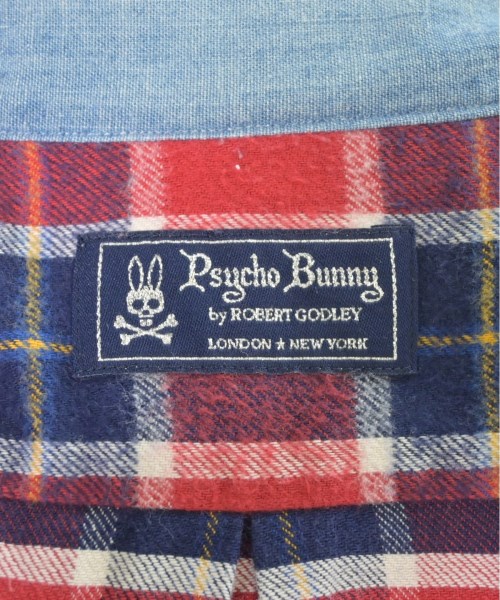 Psycho Bunny
by ROBERT GODLEY
LONDON ★ NEW YORK